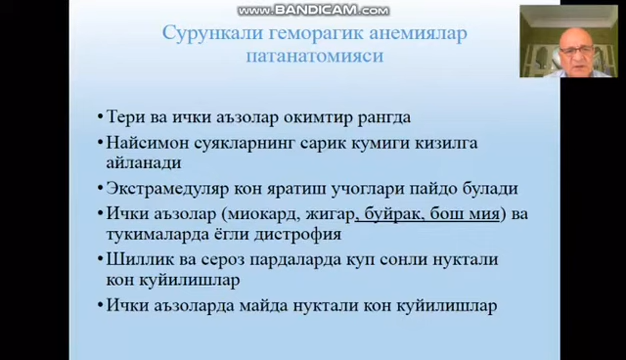 www.BANDICAM.com
Сурункали геморагик анемиялар
патанатомияси
• Тери ва ички аъзолар окимтир рангда
• Найсимон суякларнинг сарик кумиги кизилга
айланади
• Экстрамедуляр кон яратиш учоглари пайдо булади
• Ички аъзолар (миокард, жигар, буйрак, бош мия) ва
тукималарда ёгли дистрофия
• Шиллик ва сероз пардаларда куп сонли нуктали
кон куйилишлар
• Ички аъзоларда майда нуктали кон куйилишлар